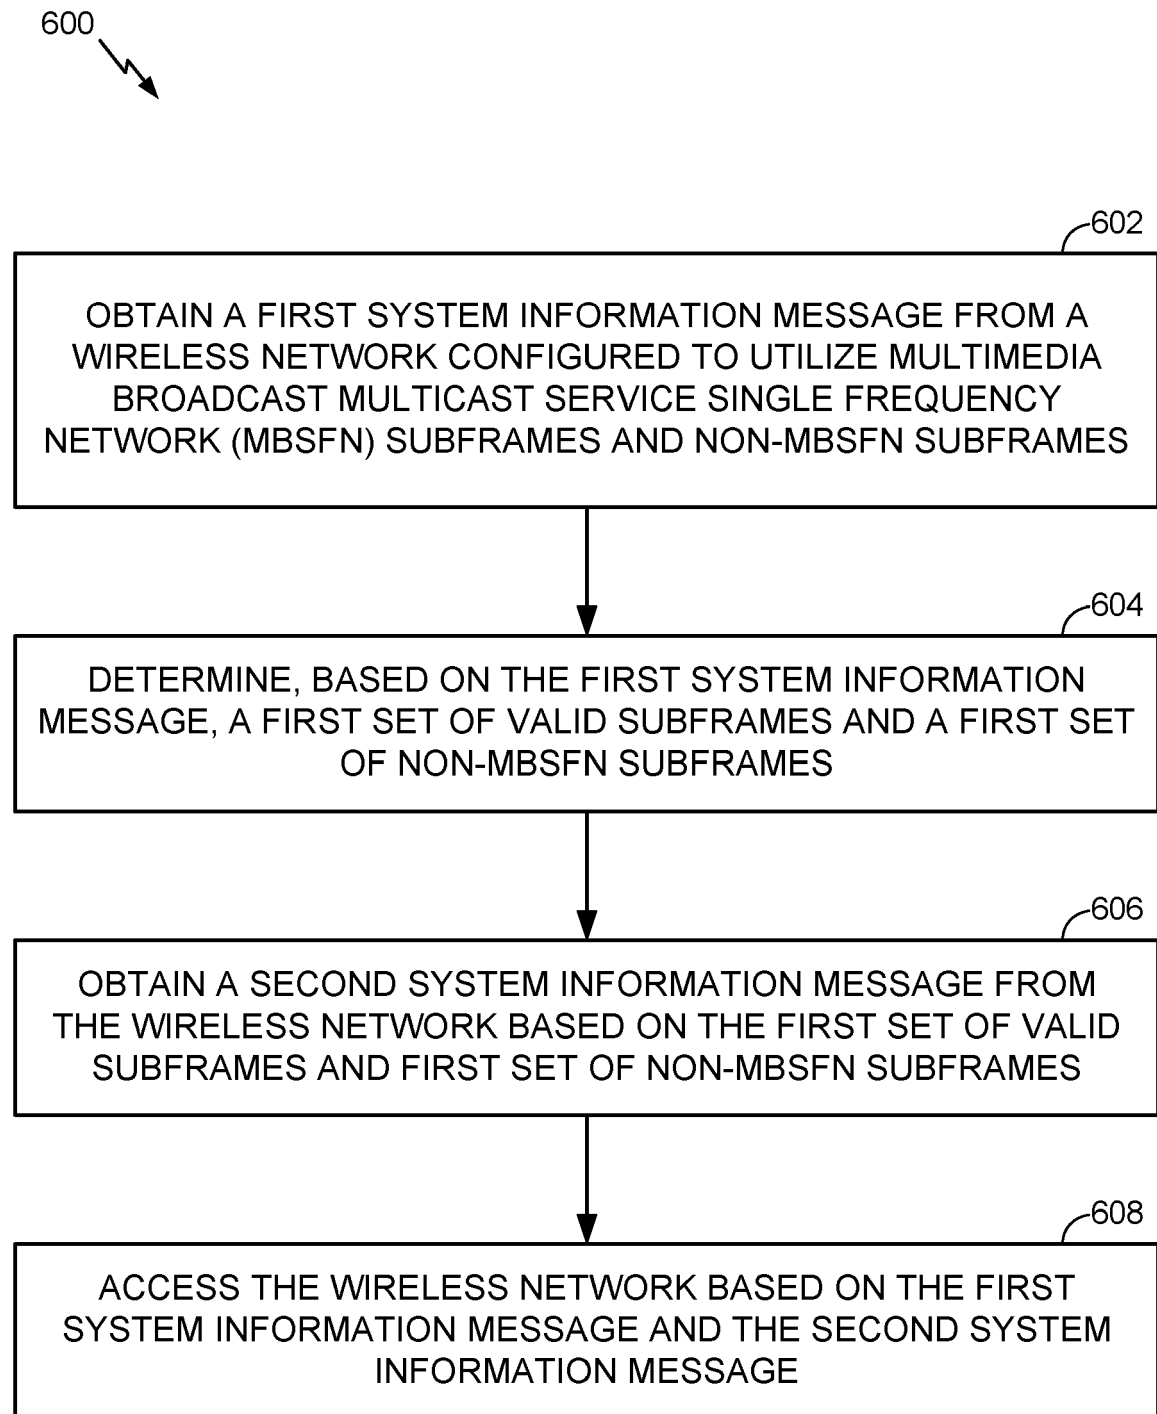 600
602
OBTAIN A FIRST SYSTEM INFORMATION MESSAGE FROM A
WIRELESS NETWORK CONFIGURED TO UTILIZE MULTIMEDIA
BROADCAST MULTICAST SERVICE SINGLE FREQUENCY
NETWORK (MBSFN) SUBFRAMES AND NON-MBSFN SUBFRAMES
604
DETERMINE, BASED ON THE FIRST SYSTEM INFORMATION
MESSAGE, A FIRST SET OF VALID SUBFRAMES AND A FIRST SET
OF NON-MBSFN SUBFRAMES
606
OBTAIN A SECOND SYSTEM INFORMATION MESSAGE FROM
THE WIRELESS NETWORK BASED ON THE FIRST SET OF VALID
SUBFRAMES AND FIRST SET OF NON-MBSFN SUBFRAMES
608
ACCESS THE WIRELESS NETWORK BASED ON THE FIRST
SYSTEM INFORMATION MESSAGE AND THE SECOND SYSTEM
INFORMATION MESSAGE